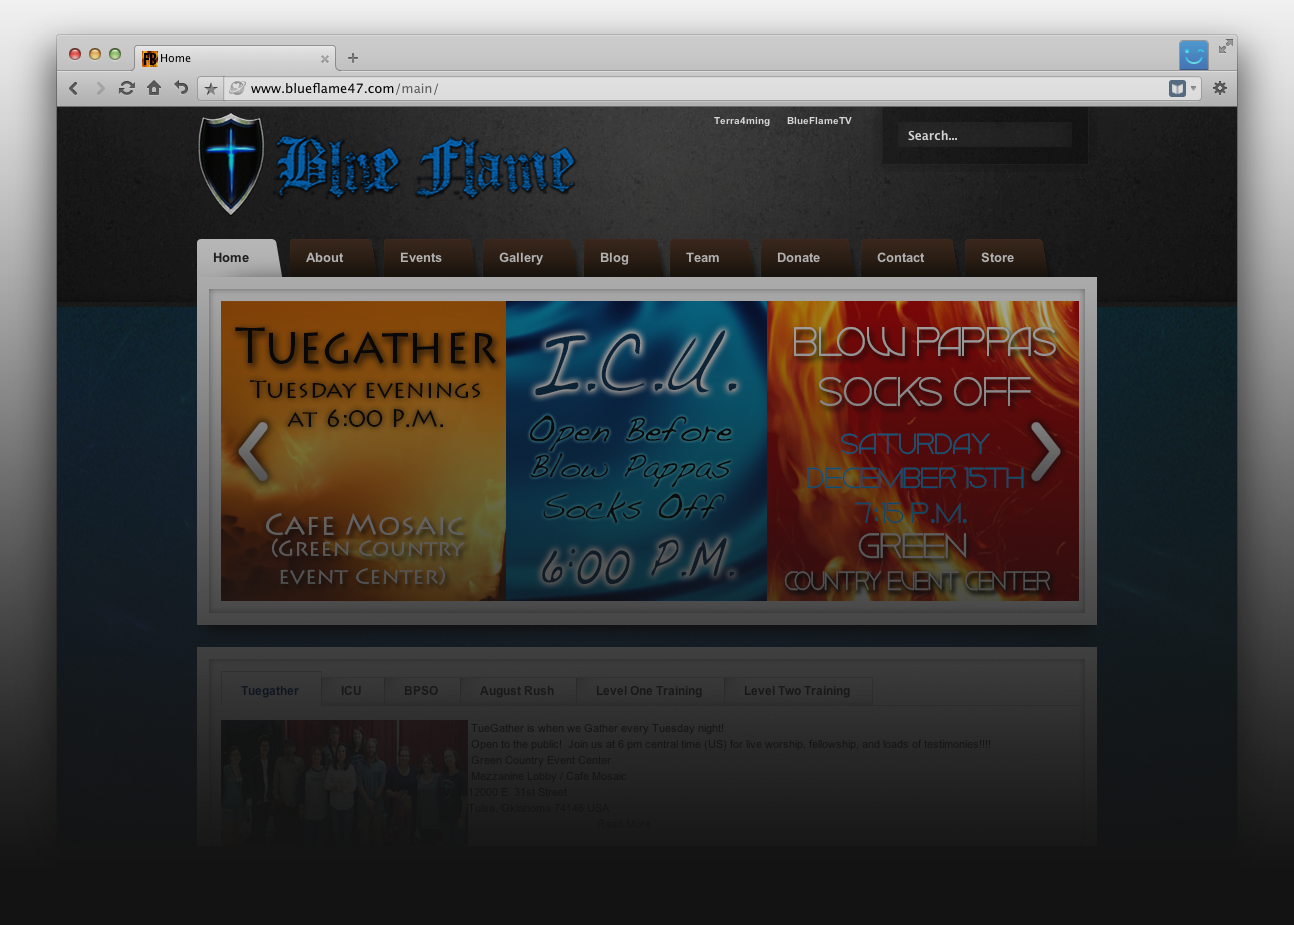 Home
www.blueflame47.com/main/
Terra4ming BlueFlameTV
Search...
Blue Flame
Home About Events Gallery Blog Team Donate Contact Store
Tuegather
Tuesday evenings
at 6:00 P.M.
Cafe Mosaic
(Green Country
event Center)
I.C.U.
Open Before
Blow Pappas
Socks Off
6:00 P.M.
BLOW PAPPAS
SOCKS OFF
SATURDAY
DECEMBER 15TH
7:15 P.M.
GREEN
COUNTRY EVENT CENTER
Tuegather ICU BPSO August Rush Level One Training Level Two Training
TueGather is when we Gather every Tuesday night!
Open to the public! Join us at 6 pm central time (US) for live worship, fellowship, and loads of testimonies!!!!
Green Country Event Center
Mezzanine Lobby / Cafe Mosaic
12000 E. 31st Street
Oklahoma 74146 USA